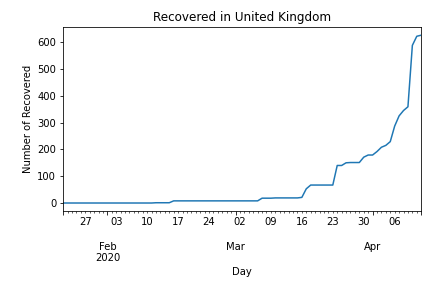 Recovered in United Kingdom
Number of Recovered
600
500
400
300
200
100
0
27 03 10 17 24 02 09 16 23 30 06
Feb Mar Apr
2020
Day